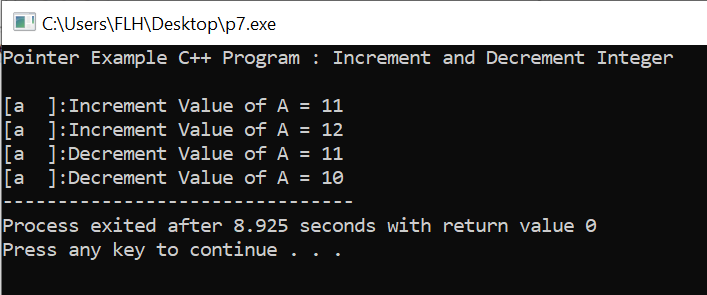 C:\Users\FLH\Desktop\p7.exe
Pointer Example C++ Program : Increment and Decrement Integer
[a  ]:Increment Value of A = 11
[a  ]:Increment Value of A = 12
[a  ]:Decrement Value of A = 11
[a  ]:Decrement Value of A = 10
--------------------------------
Process exited after 8.925 seconds with return value 0
Press any key to continue . . .